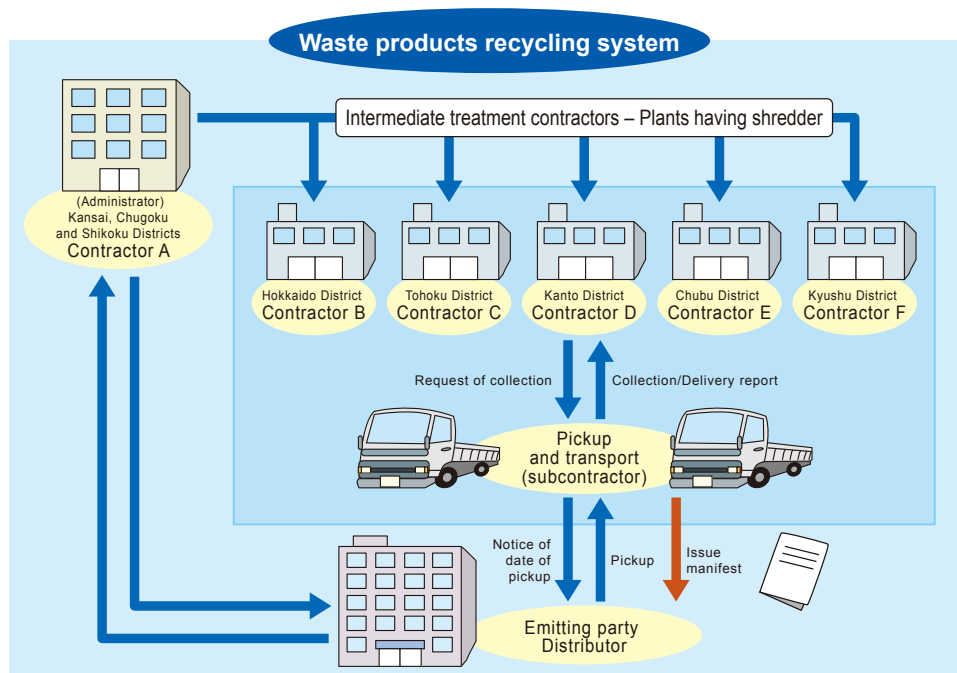 Waste products recycling system
Intermediate treatment contractors – Plants having shredder
(Administrator)
Kansai, Chugoku
and Shikoku Districts
Contractor A
Hokkaido District
Contractor B
Tohoku District
Contractor C
Kanto District
Contractor D
Chubu District
Contractor E
Kyushu District
Contractor F
Request of collection
Collection/Delivery report
Pickup
and transport
(subcontractor)
Notice of
date of
pickup
Pickup
Issue
manifest
Emitting party
Distributor